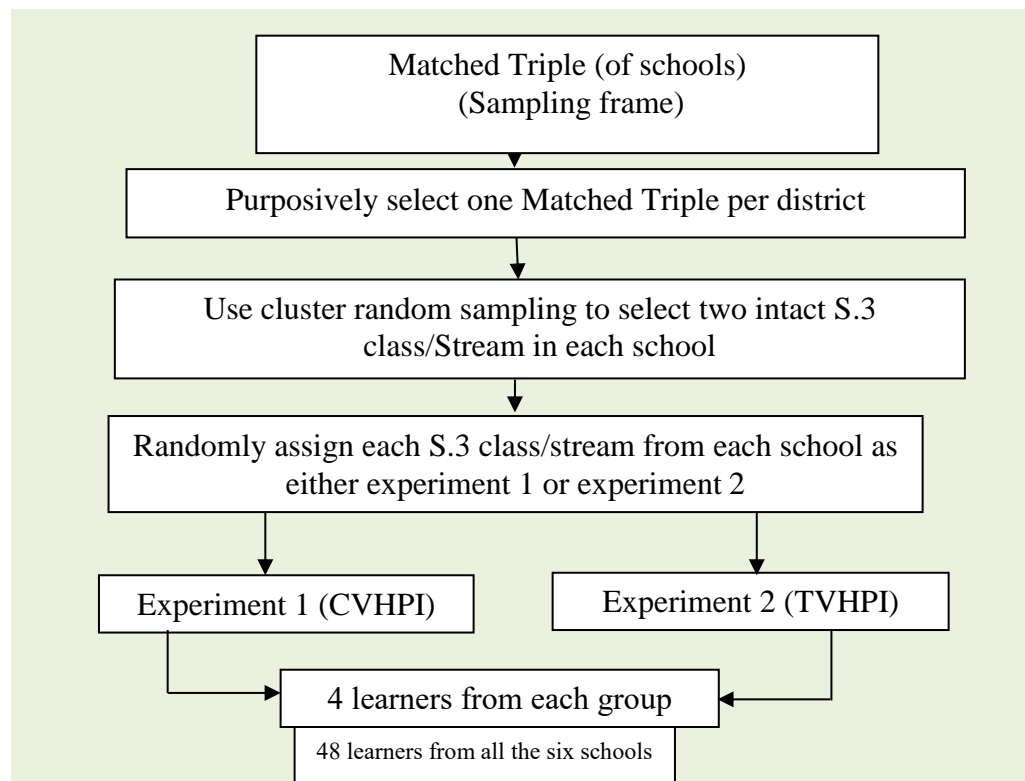 Matched Triple (of schools)
(Sampling frame)
Purposively select one Matched Triple per district
Use cluster random sampling to select two intact S.3
class/Stream in each school
Randomly assign each S.3 class/stream from each school as
either experiment 1 or experiment 2
Experiment 1 (CVHPI)
Experiment 2 (TVHPI)
4 learners from each group
48 learners from all the six schools